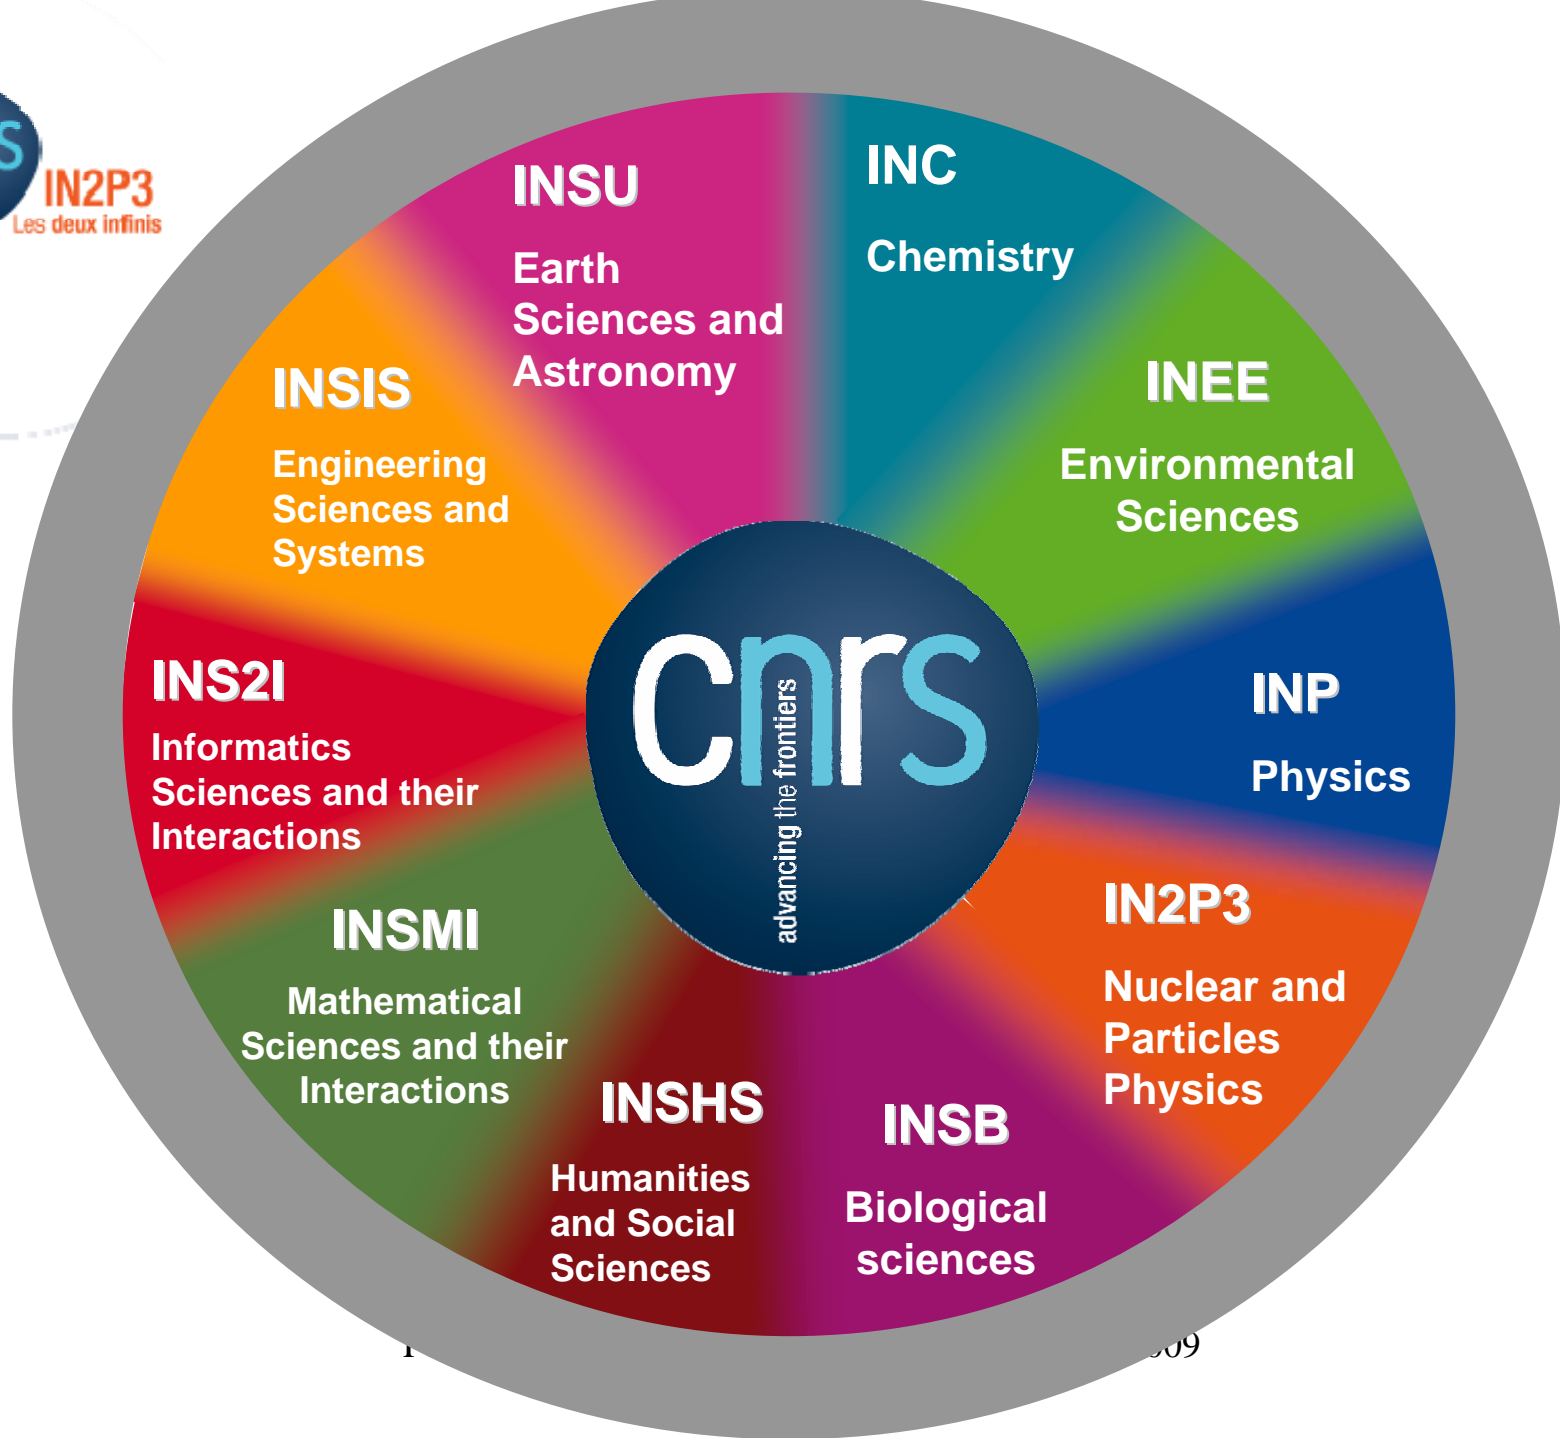 IN2P3
Les deux infinis
INSU
Earth
Sciences and
Astronomy
INC
Chemistry
INEE
Environmental
Sciences
INP
Physics
IN2P3
Nuclear and
Particles
Physics
INSB
Biological
sciences
INSHS
Humanities
and Social
Sciences
INSMI
Mathematical
Sciences and their
Interactions
INS2I
Informatics
Sciences and their
Interactions
INSIS
Engineering
Sciences and
Systems
cnrs
advancing the frontiers